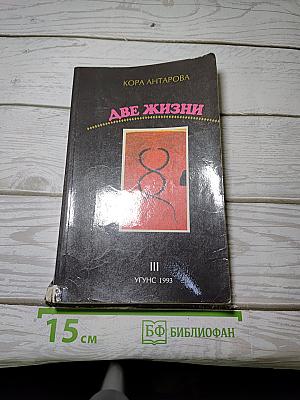 КОРА АНТАРОВА
ДВЕ ЖИЗНИ
III
УГУНС 1993
15 см
БФ БИБЛИОФАН